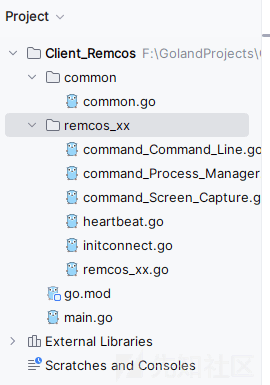 Project
Client_Remcos F:\GolandProjects\
common
common.go
remcos_xx
command_Command_Line.go
command_Process_Manager
command_Screen_Capture.g
heartbeat.go
initconnect.go
remcos_xx.go
go.mod
main.go
External Libraries
Scratches and Consoles